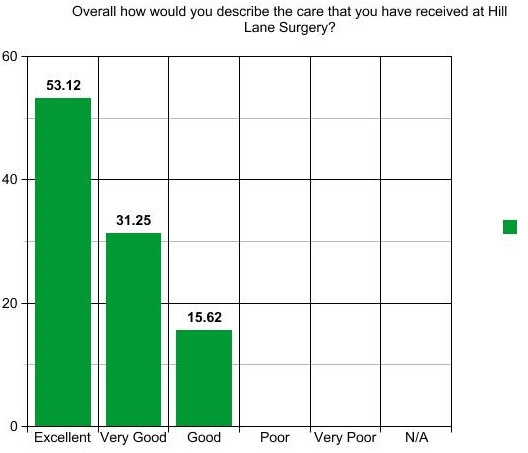 Overall how would you describe the care that you have received at Hill
Lane Surgery?
60
53.12
40
31.25
20
15.62
0
Excellent Very Good Good Poor Very Poor N/A